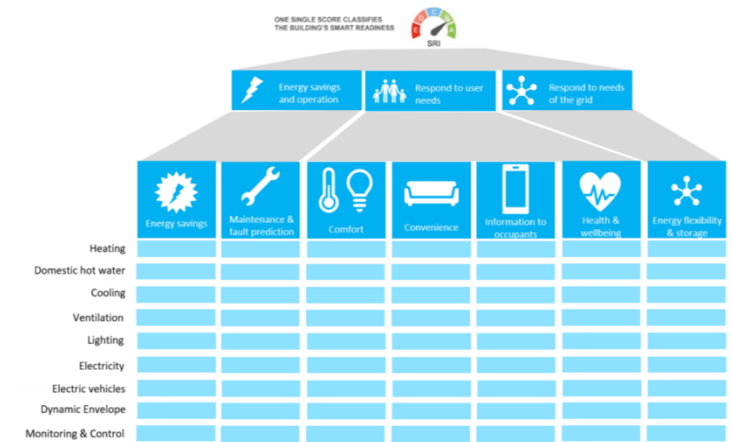 ONE SINGLE SCORE CLASSIFIES
THE BUILDING'S SMART READINESS
SRI
Energy savings
and operation
Respond to user
needs
Respond to needs
of the grid
Energy savings
Maintenance &
fault prediction
Comfort
Convenience
Information to
occupants
Health &
wellbeing
Energy flexibility
& storage
Heating
Domestic hot water
Cooling
Ventilation
Lighting
Electricity
Electric vehicles
Dynamic Envelope
Monitoring & Control